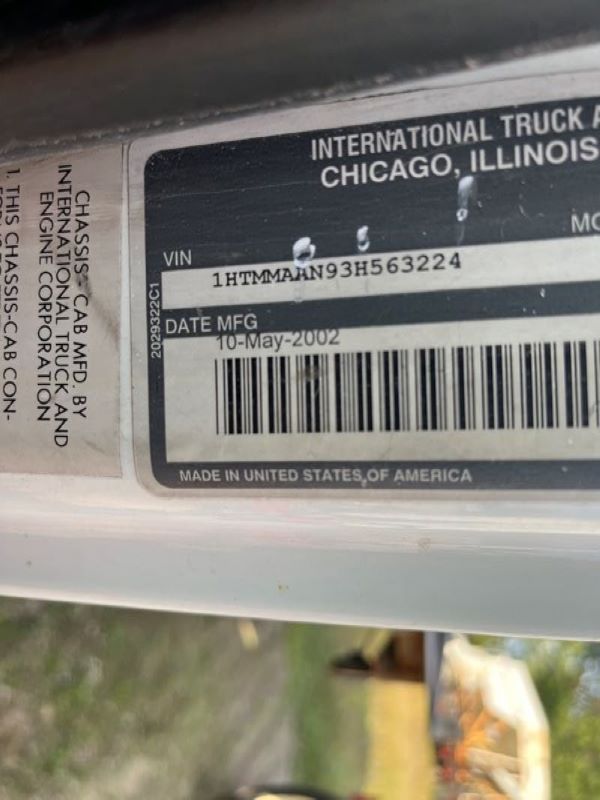 INTERNATIONAL TRUCK A
CHICAGO, ILLINOIS
VIN
1HTMMAAN93H563224
DATE MFG
10-May-2002
MADE IN UNITED STATES OF AMERICA
2029322C1
CHASSIS - CAB MFD. BY
INTERNATIONAL TRUCK AND
ENGINE CORPORATION
1. THIS CHASSIS-CAB CON-